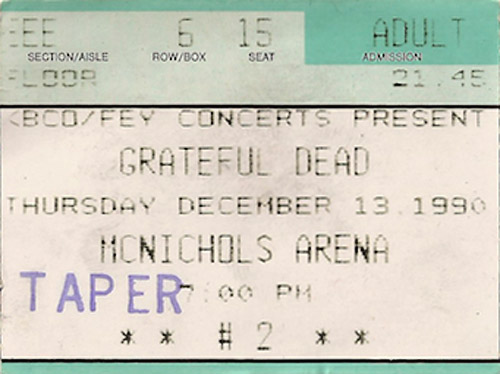 EEE 6 15 ADULT
SECTION/AISLE ROW/BOX SEAT ADMISSION
FLOOR 21.45
KBCO/FEY CONCERTS PRESENT
GRATEFUL DEAD
THURSDAY DECEMBER 13 1990
MCNICHOLS ARENA
TAPER 7:00 PM
* * #2 * *